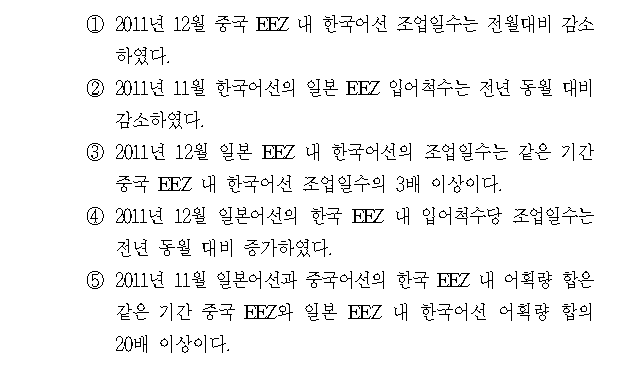 ① 2011년 12월 중국 EEZ 내 한국어선 조업일수는 전월대비 감소
하였다.
② 2011년 11월 한국어선의 일본 EEZ 입어척수는 전년 동월 대비
감소하였다.
③ 2011년 12월 일본 EEZ 내 한국어선의 조업일수는 같은 기간
중국 EEZ 내 한국어선 조업일수의 3배 이상이다.
④ 2011년 12월 일본어선의 한국 EEZ 내 입어척수당 조업일수는
전년 동월 대비 증가하였다.
⑤ 2011년 11월 일본어선과 중국어선의 한국 EEZ 내 어획량 합은
같은 기간 중국 EEZ와 일본 EEZ 내 한국어선 어획량 합의
20배 이상이다.